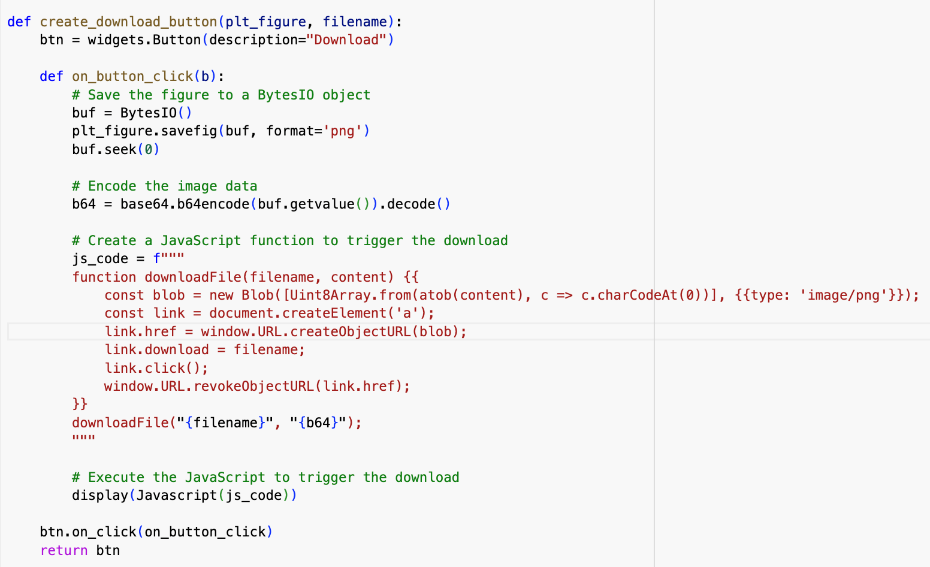 def create_download_button(plt_figure, filename):
    btn = widgets.Button(description="Download")

    def on_button_click(b):
        # Save the figure to a BytesIO object
        buf = BytesIO()
        plt_figure.savefig(buf, format='png')
        buf.seek(0)

        # Encode the image data
        b64 = base64.b64encode(buf.getvalue()).decode()

        # Create a JavaScript function to trigger the download
        js_code = f"""
        function downloadFile(filename, content) {{
            const blob = new Blob([Uint8Array.from(atob(content), c => c.charCodeAt(0))], {{type: 'image/png'}});
            const link = document.createElement('a');
            link.href = window.URL.createObjectURL(blob);
            link.download = filename;
            link.click();
            window.URL.revokeObjectURL(link.href);
        }}
        downloadFile("{filename}", "{b64}");
        """

        # Execute the JavaScript to trigger the download
        display(Javascript(js_code))

    btn.on_click(on_button_click)
    return btn